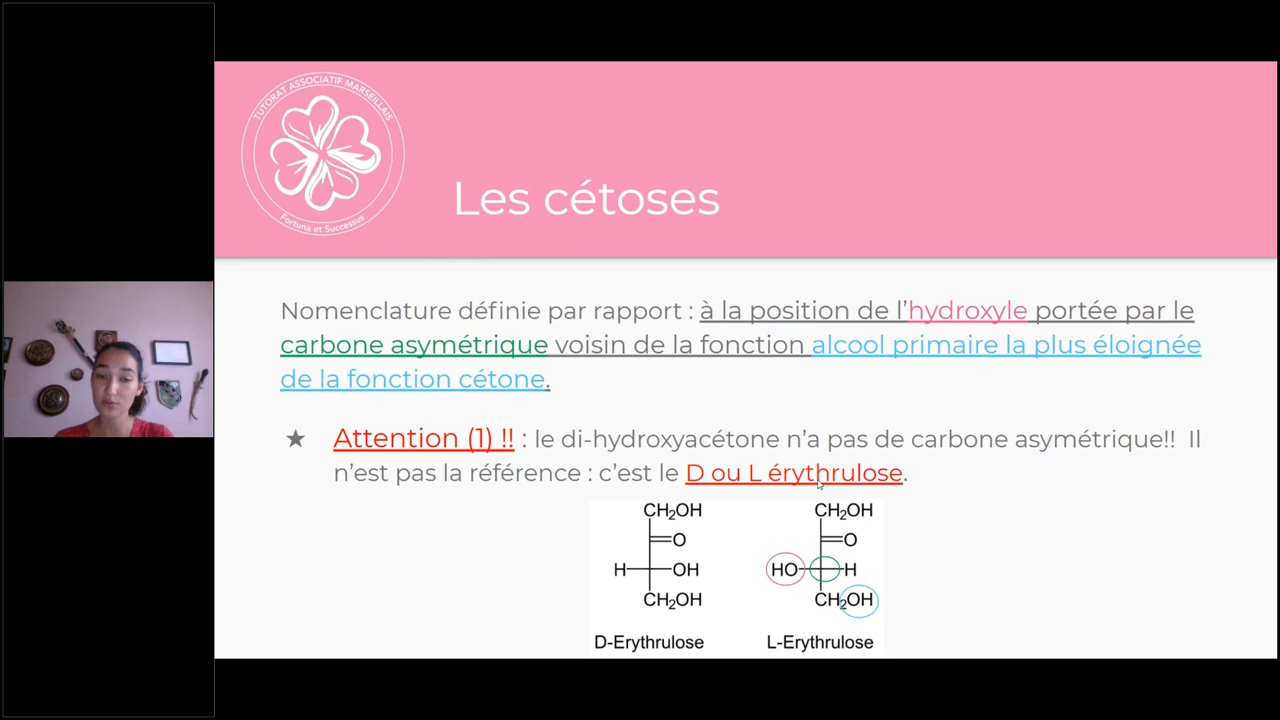 TUTORAT ASSOCIATIF MARSEILLAIS
Fortuna et Successus
Les cétoses
Nomenclature définie par rapport : à la position de l'hydroxyle portée par le
carbone asymétrique voisin de la fonction alcool primaire la plus éloignée
de la fonction cétone.
★ Attention (1) !! : le di-hydroxyacétone n'a pas de carbone asymétrique!! Il
n'est pas la référence : c'est le D ou L érythrulose.
CH₂OH CH₂OH
O O
H OH HO H
CH₂OH CH₂OH
D-Erythrulose L-Erythrulose